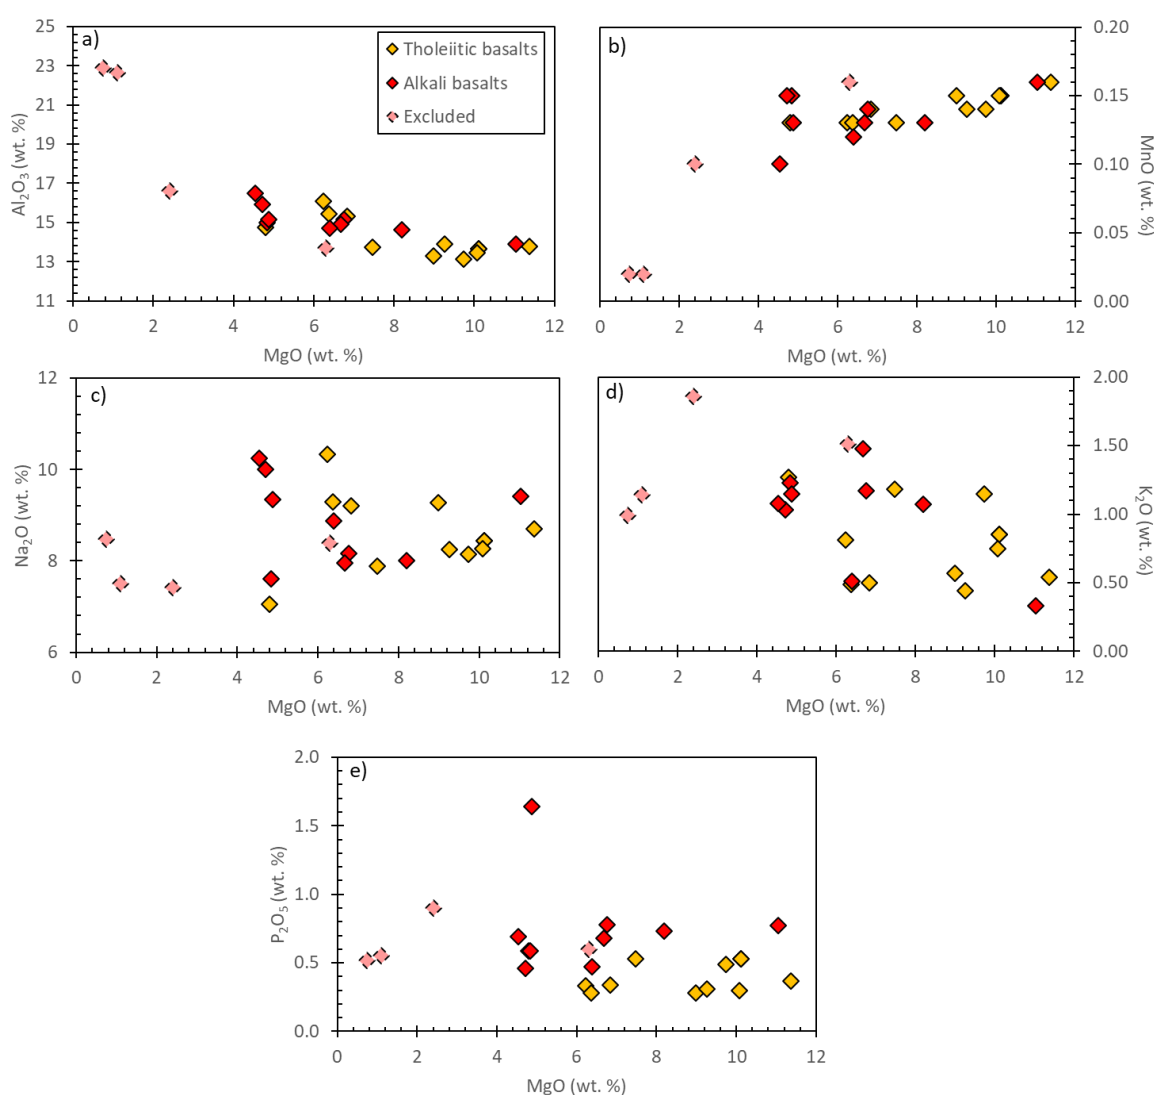 a)
25
23
21
19
17
15
13
11
Al₂O₃ (wt. %)
Tholeiitic basalts
Alkali basalts
Excluded
0 2 4 6 8 10 12
MgO (wt. %)
b)
0.20
0.15
0.10
0.05
0.00
MnO (wt. %)
0 2 4 6 8 10 12
MgO (wt. %)
c)
12
10
8
6
Na₂O (wt. %)
0 2 4 6 8 10 12
MgO (wt. %)
d)
2.00
1.50
1.00
0.50
0.00
K₂O (wt. %)
0 2 4 6 8 10 12
MgO (wt. %)
e)
2.0
1.5
1.0
0.5
0.0
P₂O₅ (wt. %)
0 2 4 6 8 10 12
MgO (wt. %)